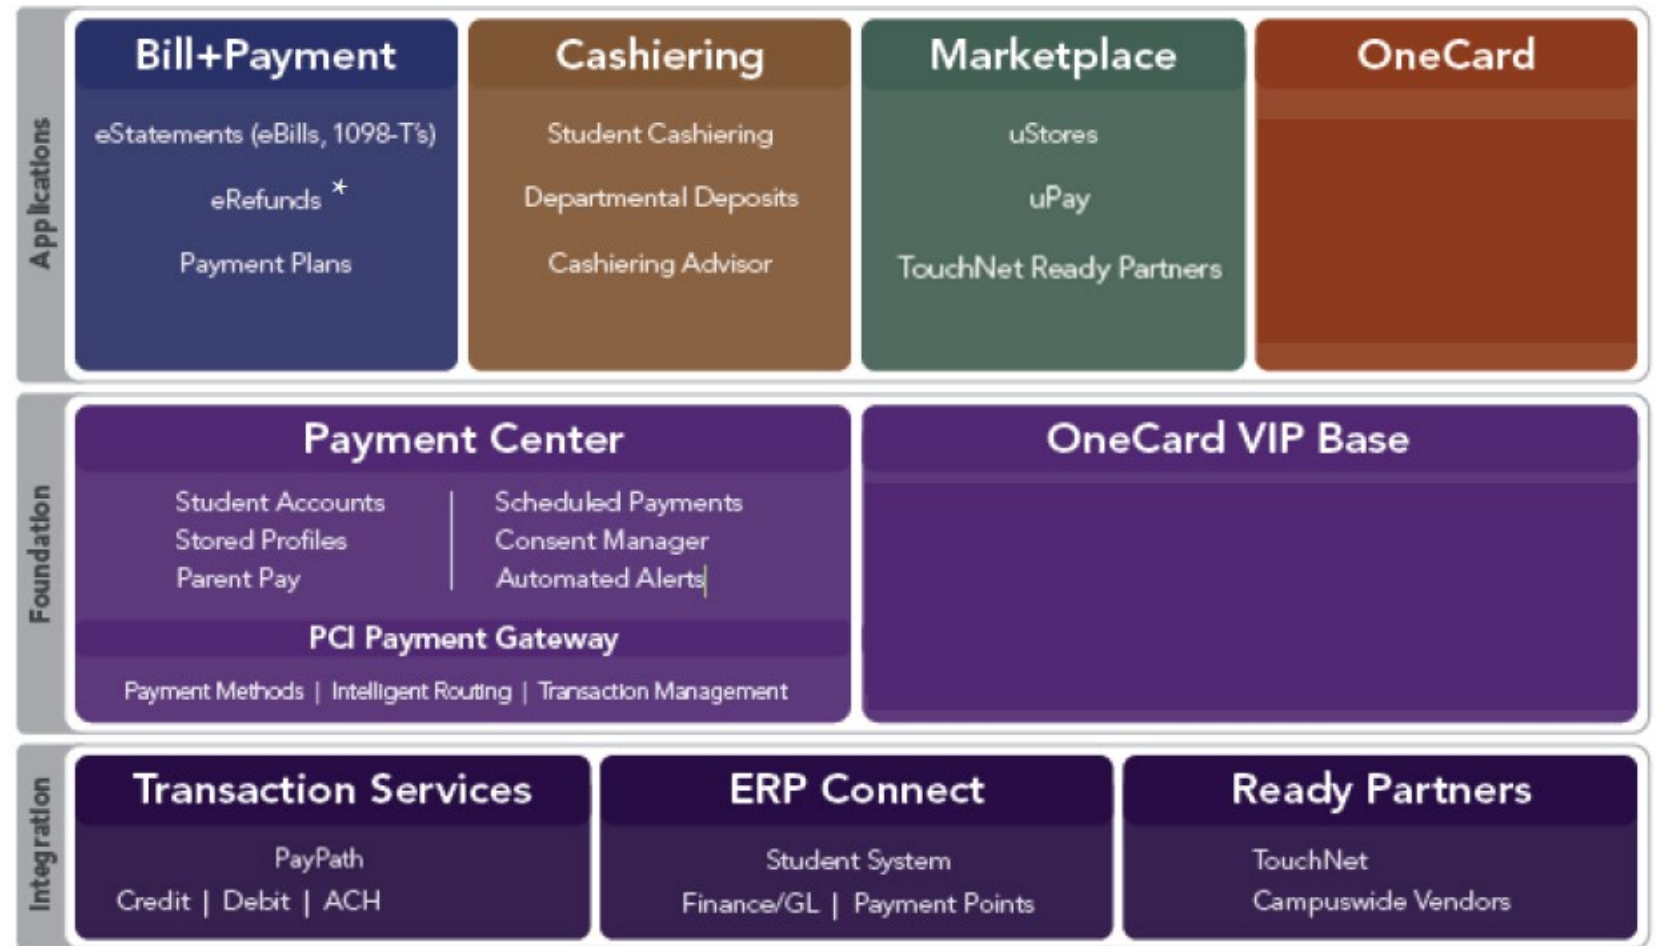 Applications
Bill+Payment
eStatements (eBills, 1098-T's)
eRefunds *
Payment Plans
Cashiering
Student Cashiering
Departmental Deposits
Cashiering Advisor
Marketplace
uStores
uPay
TouchNet Ready Partners
OneCard
Foundation
Payment Center
Student Accounts
Stored Profiles
Parent Pay
Scheduled Payments
Consent Manager
Automated Alerts
PCI Payment Gateway
Payment Methods | Intelligent Routing | Transaction Management
OneCard VIP Base
Integration
Transaction Services
PayPath
Credit | Debit | ACH
ERP Connect
Student System
Finance/GL | Payment Points
Ready Partners
TouchNet
Campuswide Vendors